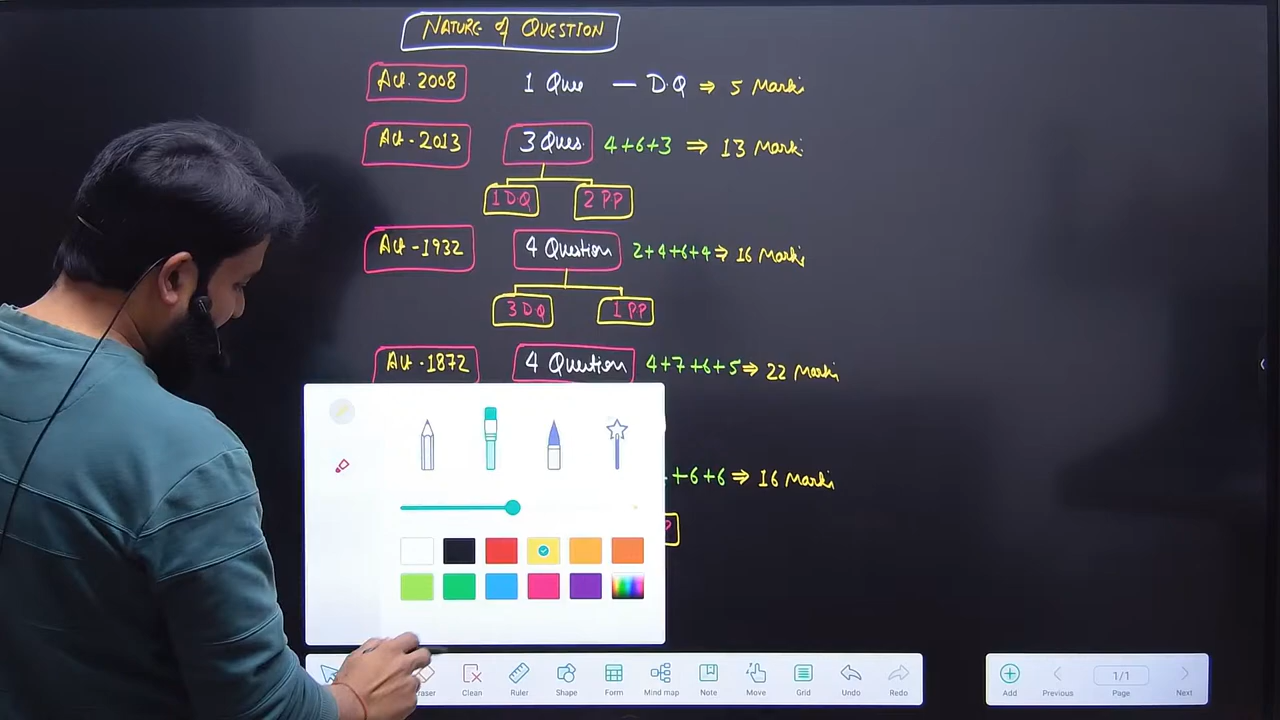 NATURE of QUESTION
Act. 2008 1 Que — D.Q ⇒ 5 Marks
Act - 2013 3 Ques. 4+6+3 ⇒ 13 Marks
1 DQ 2 PP
Act - 1932 4 Question 2+4+6+4 ⇒ 16 Marks
3 DQ 1 PP
Act - 1872 4 Question 4+7+6+5 ⇒ 22 Marks
+6+6 ⇒ 16 Marks
Clean Ruler Shape Form Mind map Note Move Grid Undo Redo
Add Previous 1/1 Page Next